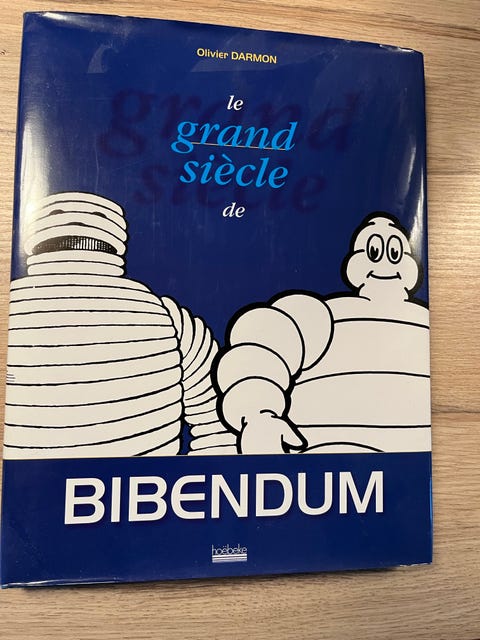 Olivier DARMON
le
grand
siècle
de
BIBENDUM
hoëbeke